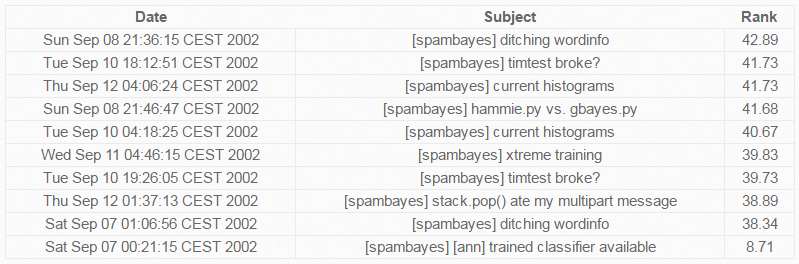 Date Subject Rank
Sun Sep 08 21:36:15 CEST 2002 [spambayes] ditching wordinfo 42.89
Tue Sep 10 18:12:51 CEST 2002 [spambayes] timtest broke? 41.73
Thu Sep 12 04:06:24 CEST 2002 [spambayes] current histograms 41.73
Sun Sep 08 21:46:47 CEST 2002 [spambayes] hammie.py vs. gbayes.py 41.68
Tue Sep 10 04:18:25 CEST 2002 [spambayes] current histograms 40.67
Wed Sep 11 04:46:15 CEST 2002 [spambayes] xtreme training 39.83
Tue Sep 10 19:26:05 CEST 2002 [spambayes] timtest broke? 39.73
Thu Sep 12 01:37:13 CEST 2002 [spambayes] stack.pop() ate my multipart message 38.89
Sat Sep 07 01:06:56 CEST 2002 [spambayes] ditching wordinfo 38.34
Sat Sep 07 00:21:15 CEST 2002 [spambayes] [ann] trained classifier available 8.71